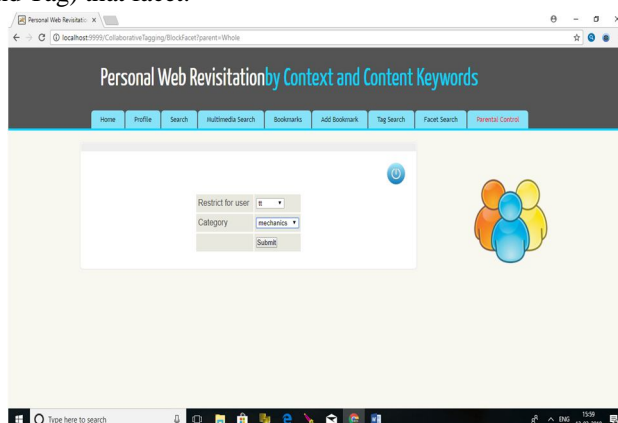 nd Tag) that facet.
Personal Web Revisitatio
localhost:9999/CollaborativeTagging/BlockFacet?parent=Whole
Personal Web Revisitationby Context and Content Keywords
Home Profile Search Multimedia Search Bookmarks Add Bookmark Tag Search Facet Search Parental Control
Restrict for user tt
Category mechanics
Submit
Type here to search
ENG 15:59